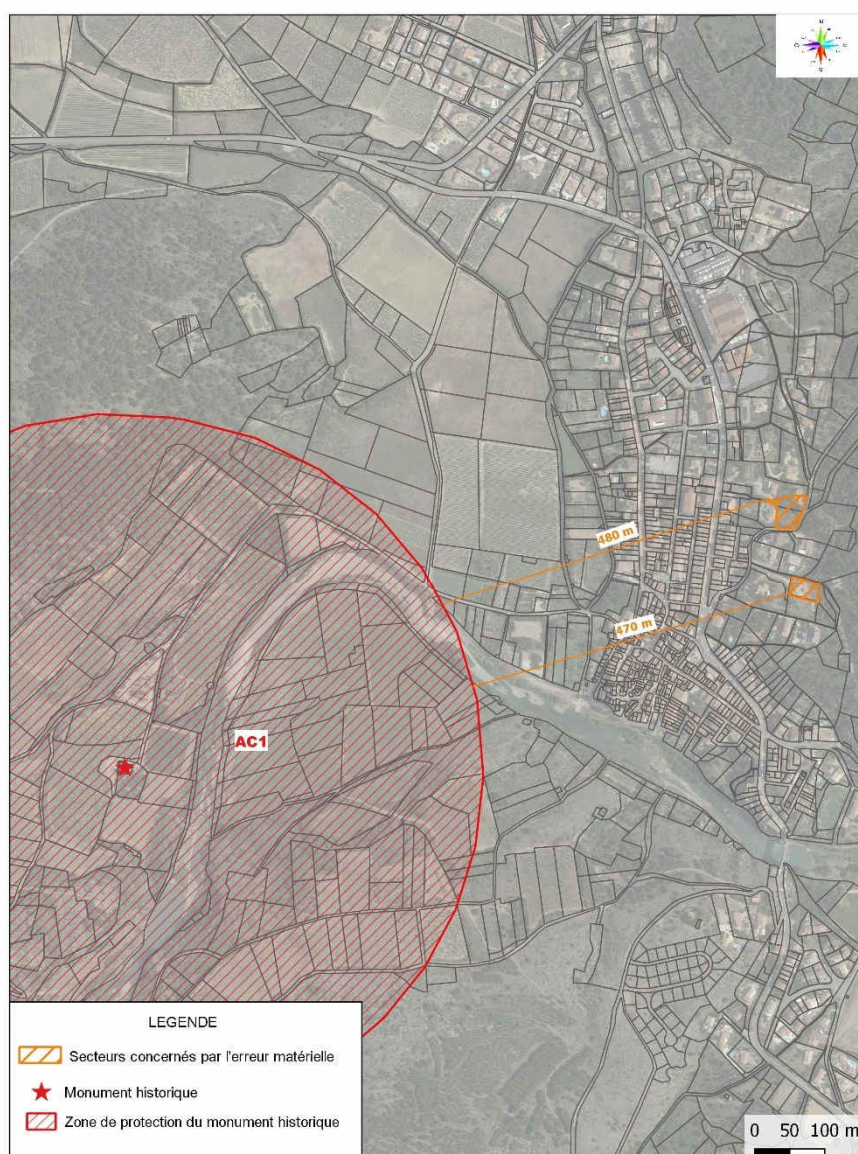 N
S
480 m
470 m
AC1
LEGENDE
Secteurs concernés par l'erreur matérielle
Monument historique
Zone de protection du monument historique
0 50 100 m